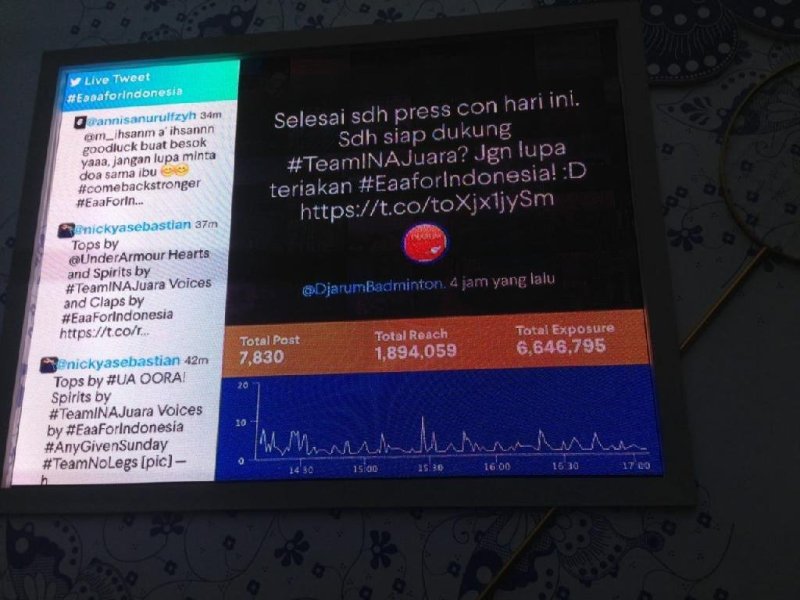 Live Tweet
#EaaaforIndonesia
@annisanurulfzyh 34m
@m_ihsanm a' ihsannn
goodluck buat besok
yaaa, jangan lupa minta
doa sama ibu 😊😊
#comebackstronger
#EaaForIn...
@nickyasebastian 37m
Tops by
@UnderArmour Hearts
and Spirits by
#TeamINAJuara Voices
and Claps by
#EaaForIndonesia
https://t.co/r...
@nickyasebastian 42m
Tops by #UA OORA!
Spirits by
#TeamINAJuara Voices
by #EaaForIndonesia
#AnyGivenSunday
#TeamNoLegs [pic] —
h
Selesai sdh press con hari ini.
Sdh siap dukung
#TeamINAJuara? Jgn lupa
teriakan #EaaforIndonesia! :D
https://t.co/toXjx1jySm
@DjarumBadminton. 4 jam yang lalu
Total Post
7,830
Total Reach
1,894,059
Total Exposure
6,646,795
20
10
0
14:30
15:00
15:30
16:00
16:30
17:00